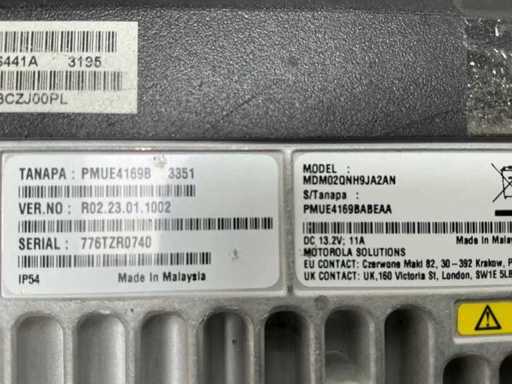 6441A 3195
BCZJ00PL
TANAPA : PMUE4169B 3351
VER.NO : R02.23.01.1002
SERIAL : 776TZR0740
IP54 Made in Malaysia
MODEL :
MDM02QNH9JA2AN
S/Tanapa :
PMUE4169BABEAA
DC 13.2V; 11A Made in Ma
MOTOROLA SOLUTIONS
EU CONTACT: Czerwone Maki 82, 30-392 Krakow, P
UK CONTACT: UK,160 Victoria St, London, SW1E 5LB